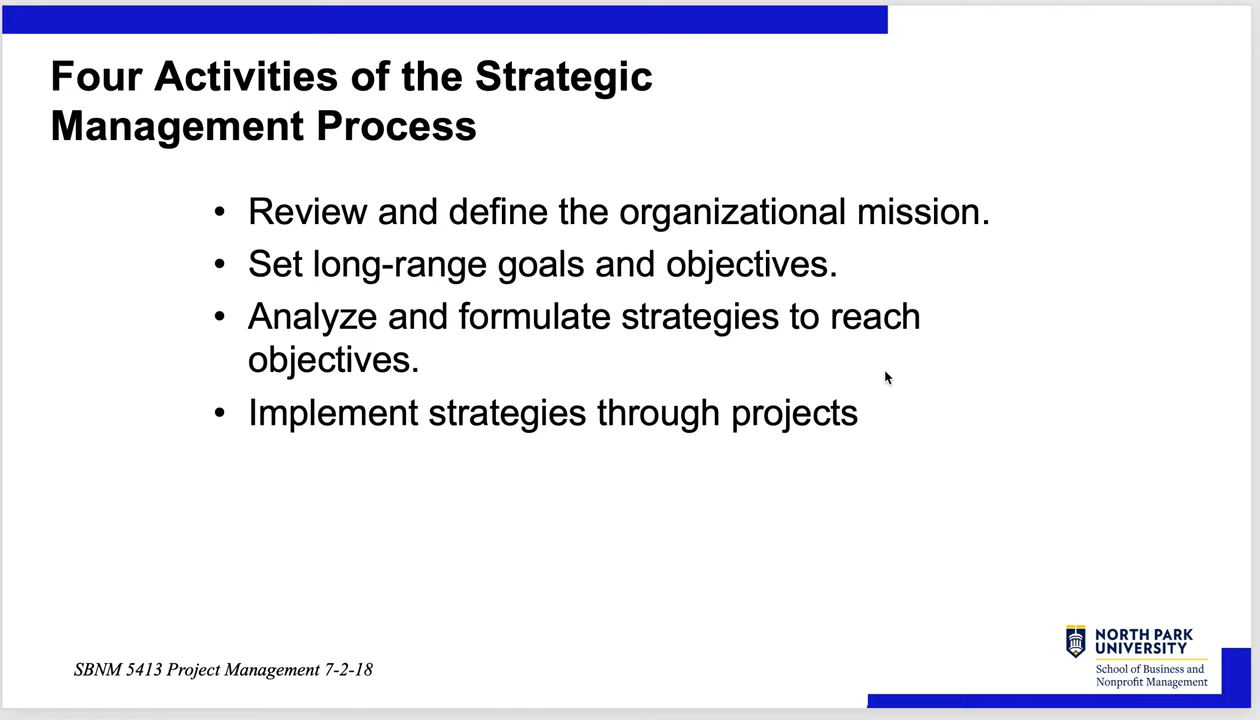 Four Activities of the Strategic
Management Process
• Review and define the organizational mission.
• Set long-range goals and objectives.
• Analyze and formulate strategies to reach
objectives.
• Implement strategies through projects
SBNM 5413 Project Management 7-2-18
NORTH PARK
UNIVERSITY
School of Business and
Nonprofit Management